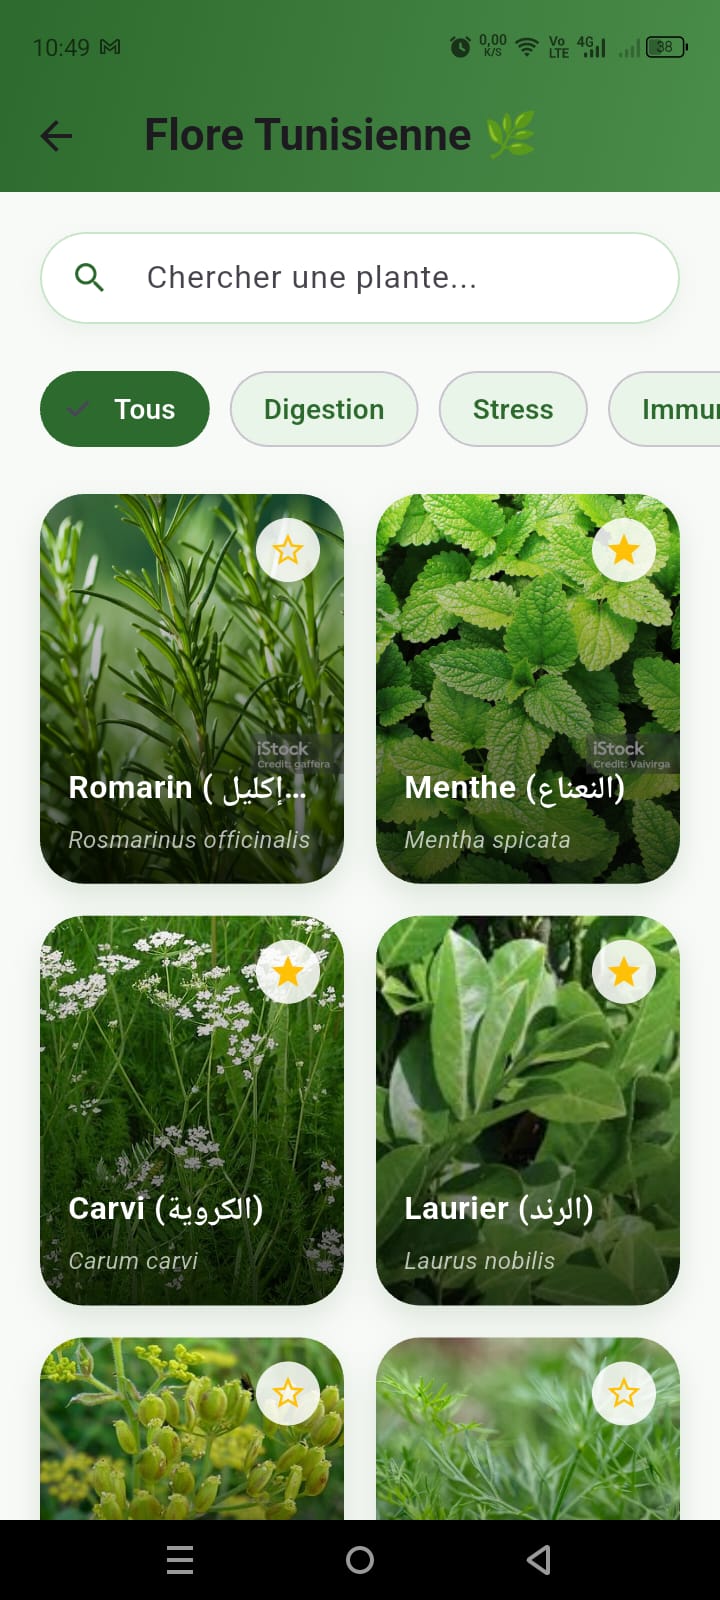 10:49
0,00 K/S
Vo LTE
4G
38
Flore Tunisienne 🌿
Chercher une plante...
Tous
Digestion
Stress
Immun
iStock
Credit: gaffera
Romarin (إكليل ...
Rosmarinus officinalis
iStock
Credit: Valvirga
Menthe (النعناع)
Mentha spicata
Carvi (الكروية)
Carum carvi
Laurier (الرند)
Laurus nobilis